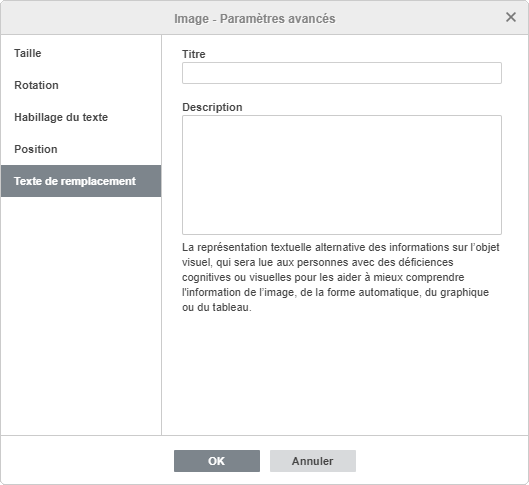 Image - Paramètres avancés
Taille
Rotation
Habillage du texte
Position
Texte de remplacement
Titre
Description
La représentation textuelle alternative des informations sur l’objet
visuel, qui sera lue aux personnes avec des déficiences
cognitives ou visuelles pour les aider à mieux comprendre
l'information de l’image, de la forme automatique, du graphique
ou du tableau.
OK
Annuler